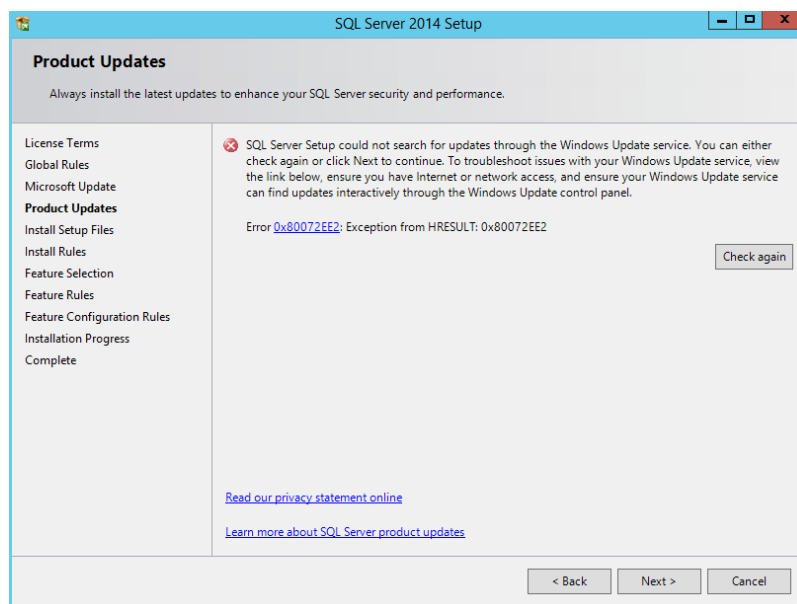 SQL Server 2014 Setup
Product Updates
Always install the latest updates to enhance your SQL Server security and performance.
License Terms
Global Rules
Microsoft Update
Product Updates
Install Setup Files
Install Rules
Feature Selection
Feature Rules
Feature Configuration Rules
Installation Progress
Complete
SQL Server Setup could not search for updates through the Windows Update service. You can either
check again or click Next to continue. To troubleshoot issues with your Windows Update service, view
the link below, ensure you have Internet or network access, and ensure your Windows Update service
can find updates interactively through the Windows Update control panel.
Error 0x80072EE2: Exception from HRESULT: 0x80072EE2
Check again
Read our privacy statement online
Learn more about SQL Server product updates
< Back
Next >
Cancel